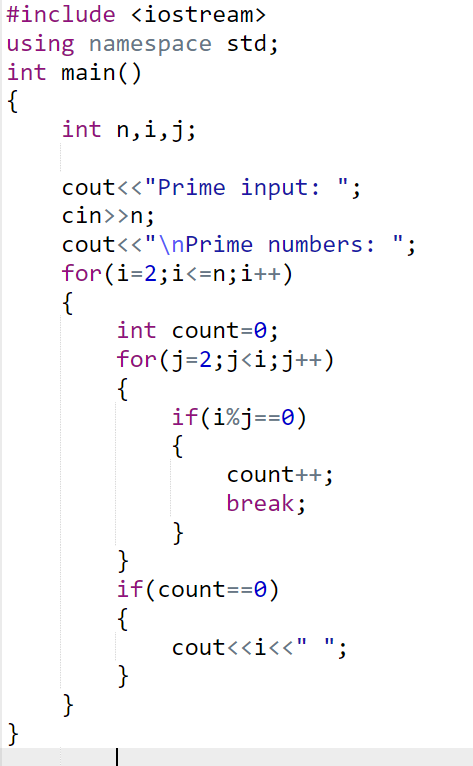 #include <iostream>
using namespace std;
int main()
{
    int n,i,j;

    cout<<"Prime input: ";
    cin>>n;
    cout<<"\nPrime numbers: ";
    for(i=2;i<=n;i++)
    {
        int count=0;
        for(j=2;j<i;j++)
        {
            if(i%j==0)
            {
                count++;
                break;
            }
        }
        if(count==0)
        {
            cout<<i<<" ";
        }
    }
}